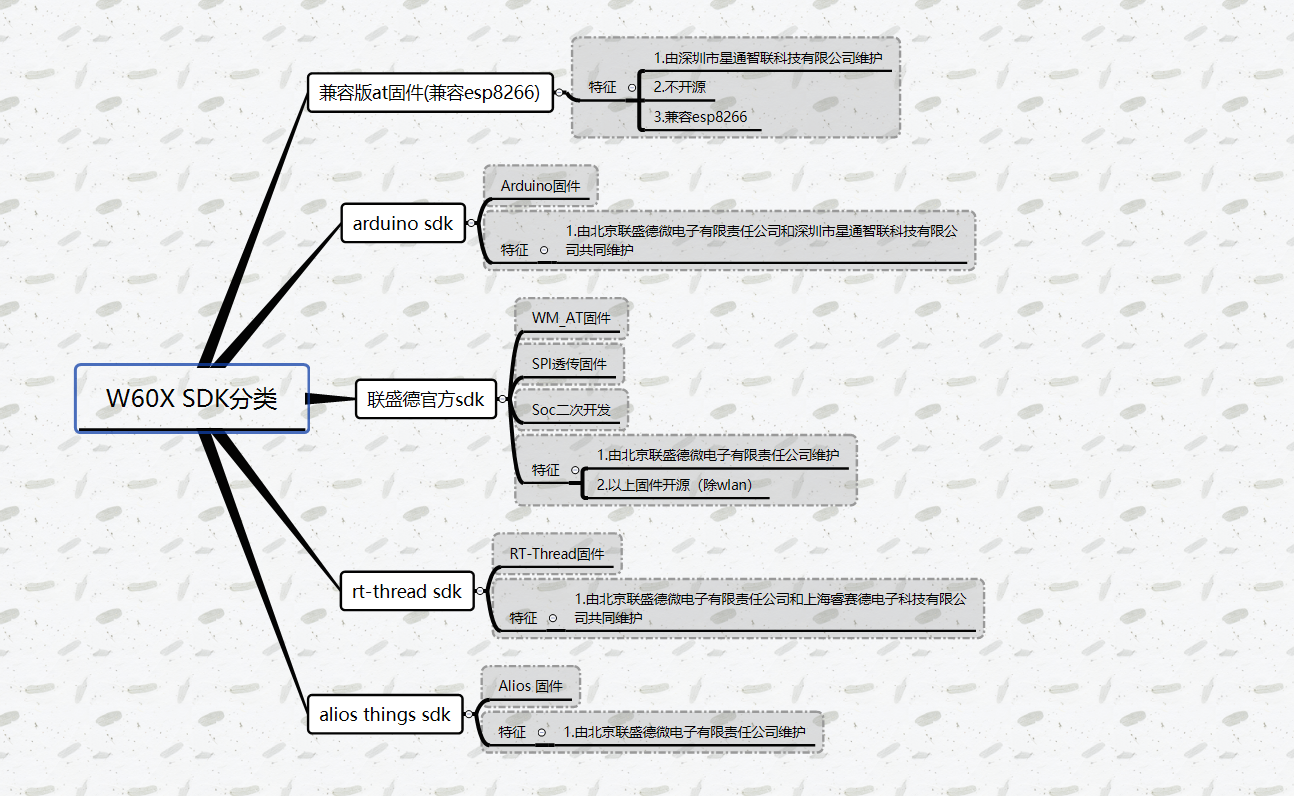 W60X SDK分类
兼容版at固件(兼容esp8266)
特征
1.由深圳市星通智联科技有限公司维护
2.不开源
3.兼容esp8266
arduino sdk
Arduino固件
特征
1.由北京联盛德微电子有限责任公司和深圳市星通智联科技有限公
司共同维护
联盛德官方sdk
WM_AT固件
SPI透传固件
Soc二次开发
特征
1.由北京联盛德微电子有限责任公司维护
2.以上固件开源（除wlan）
rt-thread sdk
RT-Thread固件
特征
1.由北京联盛德微电子有限责任公司和上海睿赛德电子科技有限公
司共同维护
alios things sdk
Alios 固件
特征
1.由北京联盛德微电子有限责任公司维护